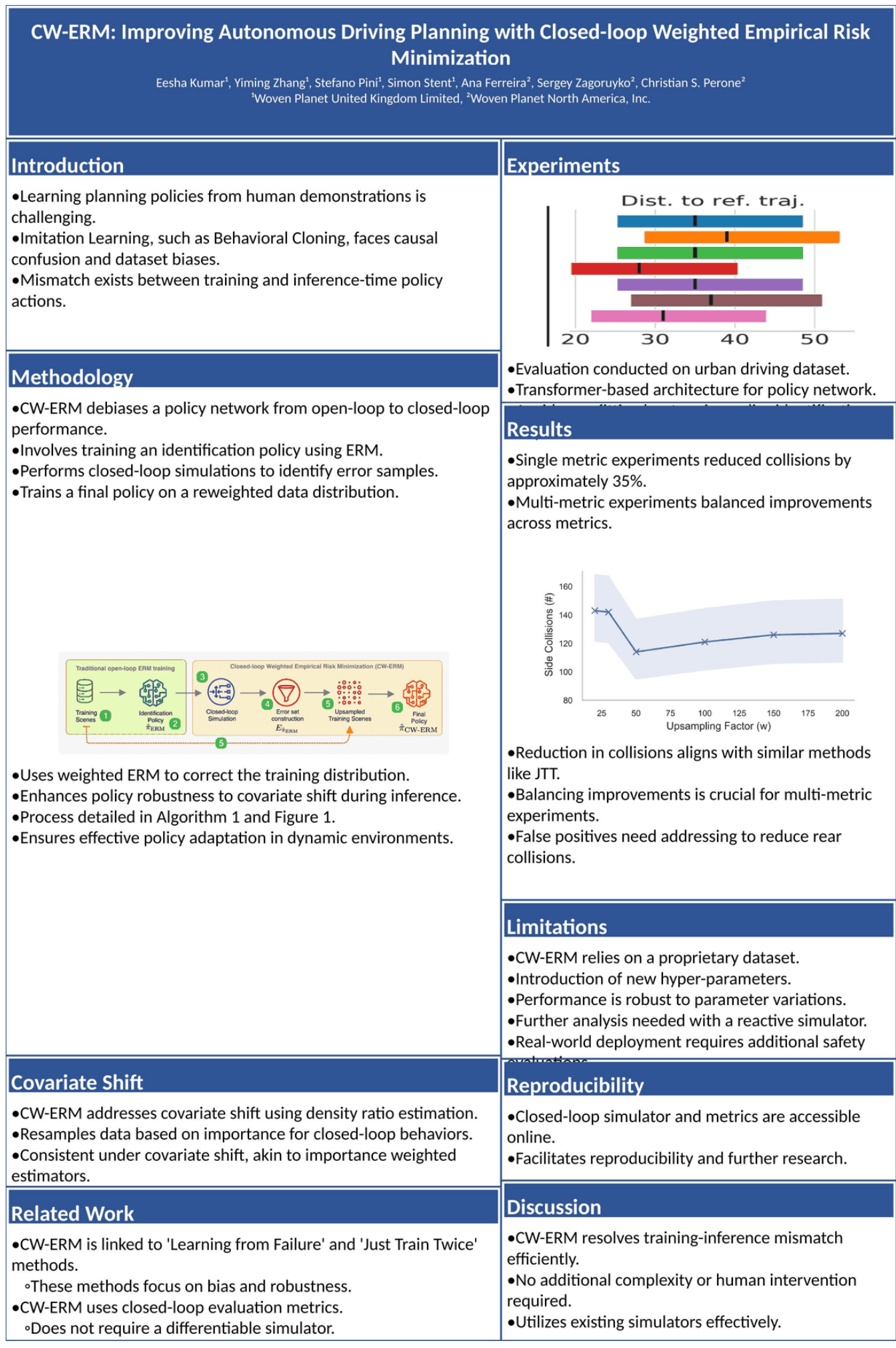 CW-ERM: Improving Autonomous Driving Planning with Closed-loop Weighted Empirical Risk
Minimization
Eesha Kumar¹, Yiming Zhang¹, Stefano Pini¹, Simon Stent¹, Ana Ferreira², Sergey Zagoruyko², Christian S. Perone²
¹Woven Planet United Kingdom Limited, ²Woven Planet North America, Inc.
Introduction
•Learning planning policies from human demonstrations is
challenging.
•Imitation Learning, such as Behavioral Cloning, faces causal
confusion and dataset biases.
•Mismatch exists between training and inference-time policy
actions.
Methodology
•CW-ERM debiases a policy network from open-loop to closed-loop
performance.
•Involves training an identification policy using ERM.
•Performs closed-loop simulations to identify error samples.
•Trains a final policy on a reweighted data distribution.
Traditional open-loop ERM training
Closed-loop Weighted Empirical Risk Minimization (CW-ERM)
Training
Scenes
1
Identification
Policy
π̂ERM
2
3
Closed-loop
Simulation
4
Error set
construction
Eπ̂ERM
5
Upsampled
Training Scenes
6
Final
Policy
π̂CW-ERM
5
•Uses weighted ERM to correct the training distribution.
•Enhances policy robustness to covariate shift during inference.
•Process detailed in Algorithm 1 and Figure 1.
•Ensures effective policy adaptation in dynamic environments.
Covariate Shift
•CW-ERM addresses covariate shift using density ratio estimation.
•Resamples data based on importance for closed-loop behaviors.
•Consistent under covariate shift, akin to importance weighted
estimators.
Related Work
•CW-ERM is linked to 'Learning from Failure' and 'Just Train Twice'
methods.
◦These methods focus on bias and robustness.
•CW-ERM uses closed-loop evaluation metrics.
◦Does not require a differentiable simulator.
Experiments
Dist. to ref. traj.
20 30 40 50
•Evaluation conducted on urban driving dataset.
•Transformer-based architecture for policy network.
Results
•Single metric experiments reduced collisions by
approximately 35%.
•Multi-metric experiments balanced improvements
across metrics.
Side Collisions (#)
160
140
120
100
80
25 50 75 100 125 150 175 200
Upsampling Factor (w)
•Reduction in collisions aligns with similar methods
like JTT.
•Balancing improvements is crucial for multi-metric
experiments.
•False positives need addressing to reduce rear
collisions.
Limitations
•CW-ERM relies on a proprietary dataset.
•Introduction of new hyper-parameters.
•Performance is robust to parameter variations.
•Further analysis needed with a reactive simulator.
•Real-world deployment requires additional safety
Reproducibility
•Closed-loop simulator and metrics are accessible
online.
•Facilitates reproducibility and further research.
Discussion
•CW-ERM resolves training-inference mismatch
efficiently.
•No additional complexity or human intervention
required.
•Utilizes existing simulators effectively.